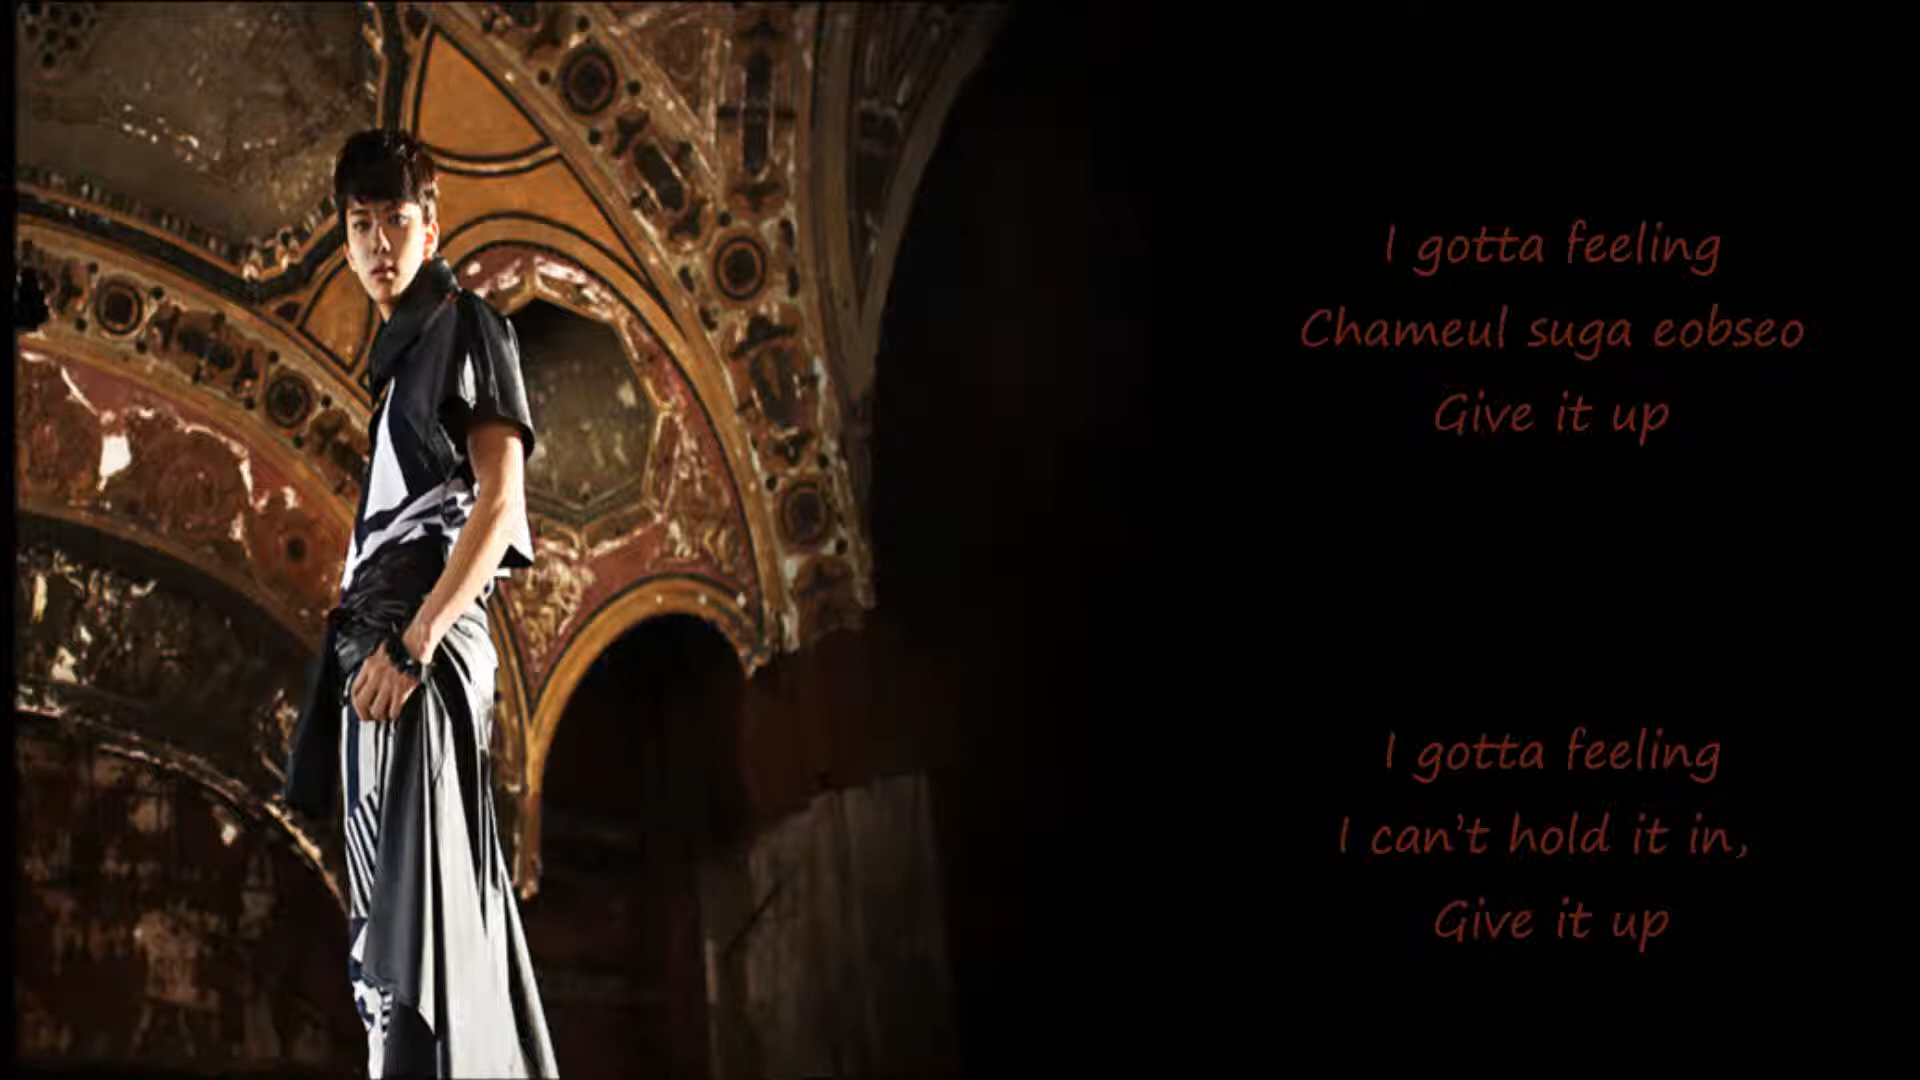 I gotta feeling
Chameul suga eobseo
Give it up
I gotta feeling
I can't hold it in,
Give it up